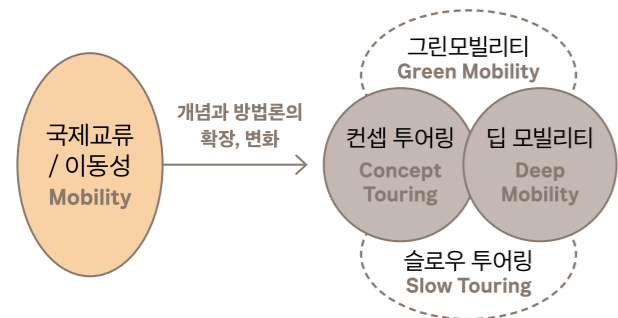 국제교류
/ 이동성
Mobility
개념과 방법론의
확장, 변화
그린모빌리티
Green Mobility
컨셉 투어링
Concept
Touring
딥 모빌리티
Deep
Mobility
슬로우 투어링
Slow Touring